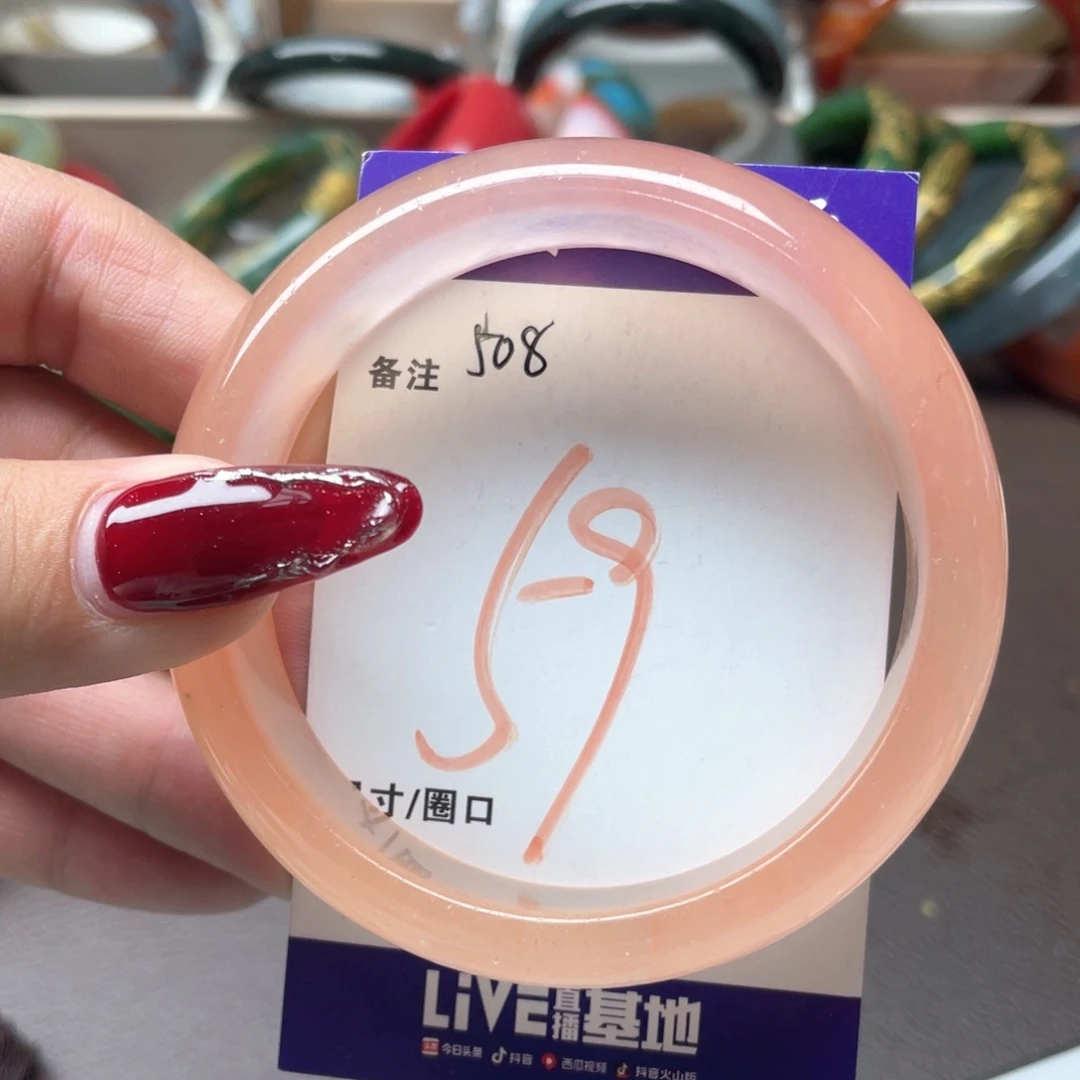 备注 508
59
寸/圈口
LiVE直播基地
今日头条 抖音 西瓜视频 抖音火山版